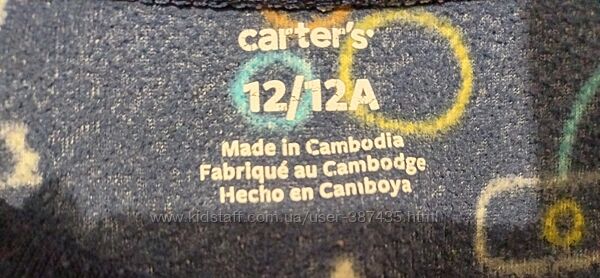 carter's
12/12A
Made in Cambodia
Fabriqué au Cambodge
Hecho en Camboya
www.kidstaff.com.ua/user-387435.html